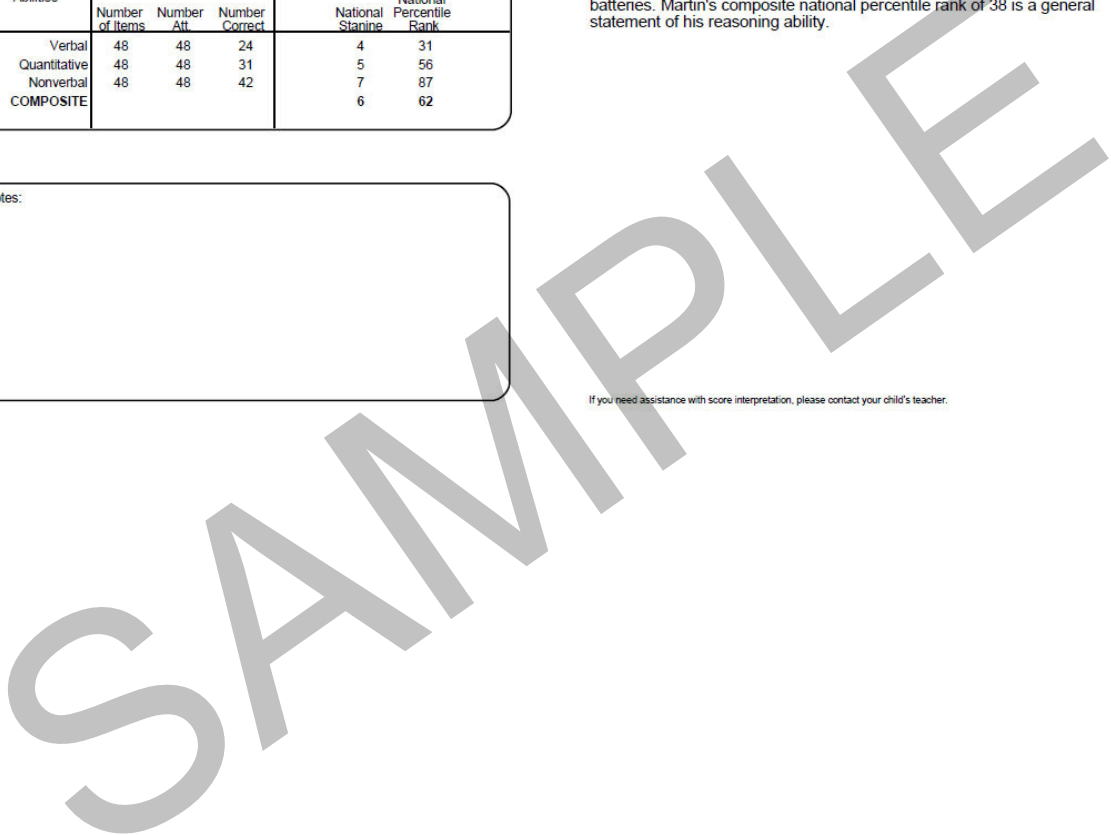 Number Number Number National Percentile
of Items Att. Correct Stanine Rank
Verbal 48 48 24 4 31
Quantitative 48 48 31 5 56
Nonverbal 48 48 42 7 87
COMPOSITE 6 62
batteries. Martin's composite national percentile rank of 38 is a general
statement of his reasoning ability.
If you need assistance with score interpretation, please contact your child's teacher.
SAMPLE